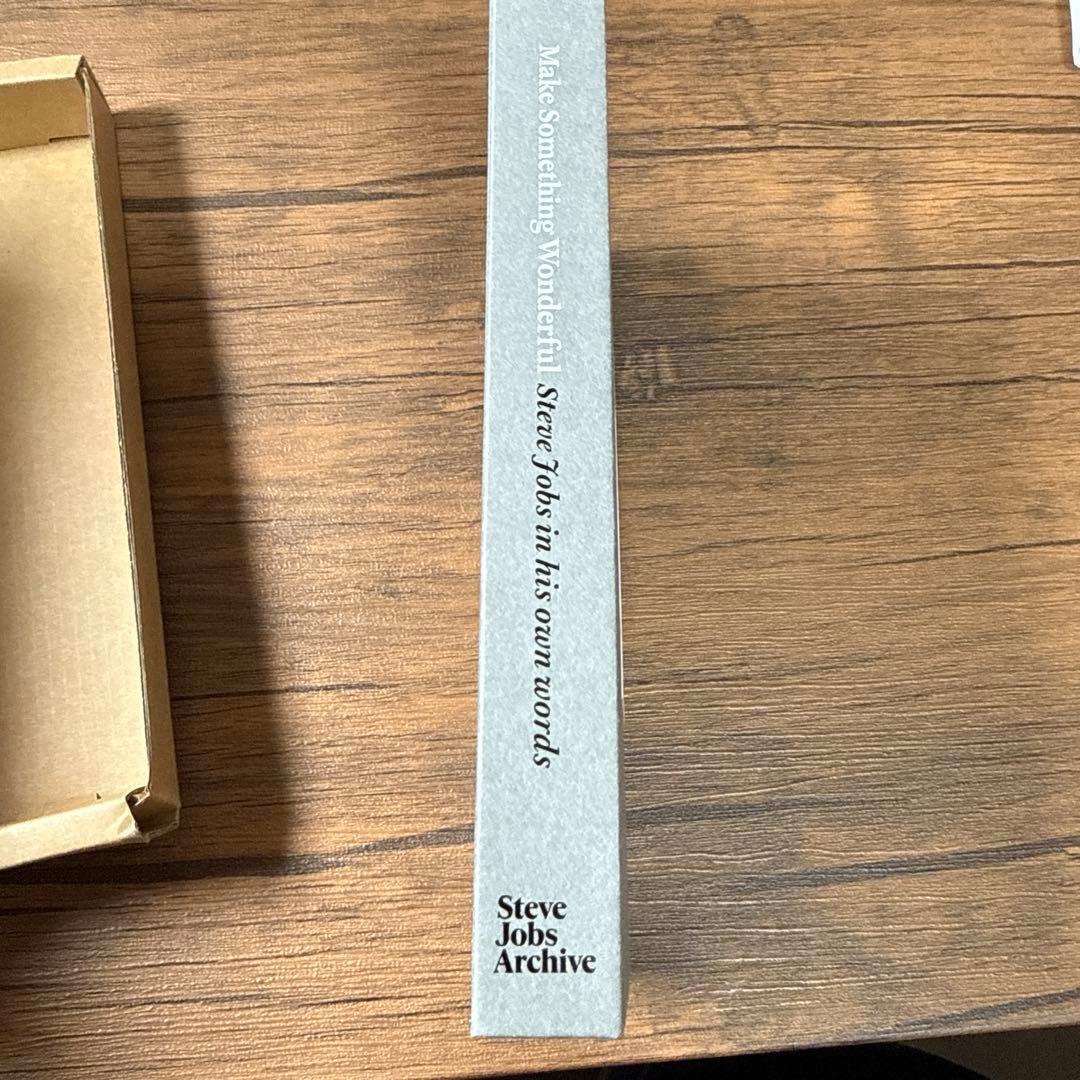 Make Something Wonderful Steve Jobs in his own words
Steve
Jobs
Archive